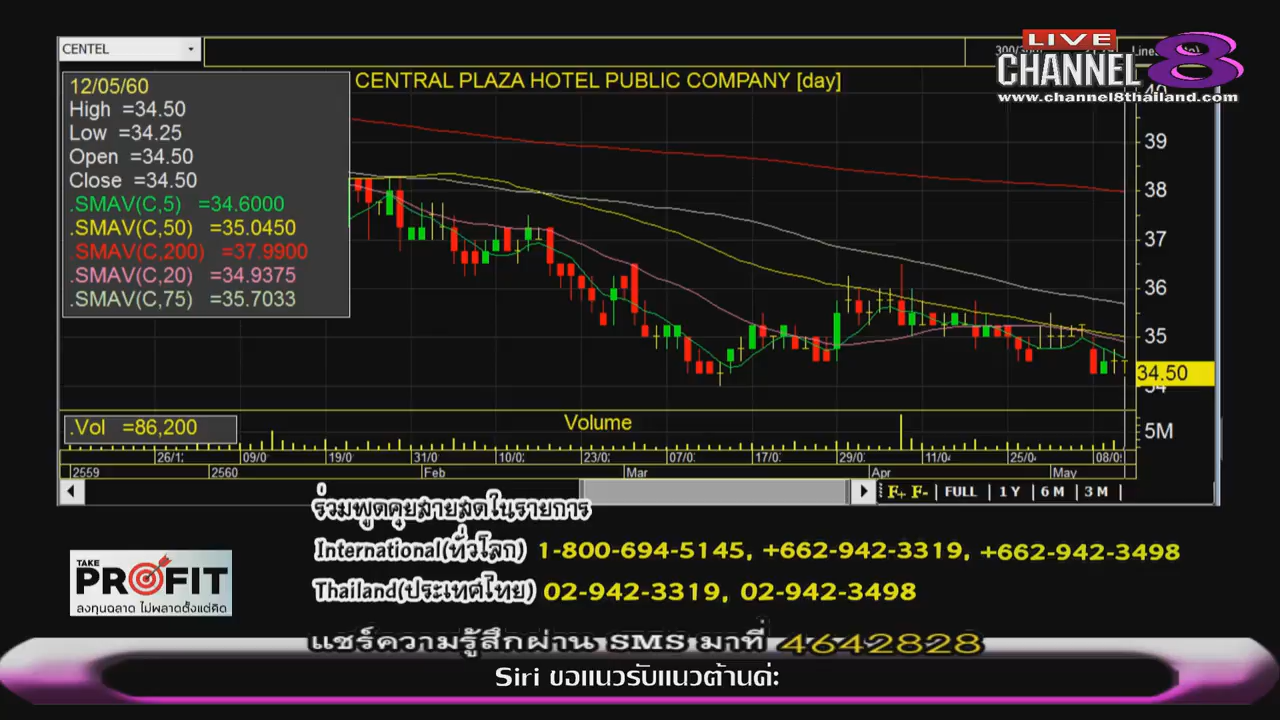 CENTEL
LIVE
CHANNEL 8
www.channel8thailand.com
CENTRAL PLAZA HOTEL PUBLIC COMPANY [day]
12/05/60
High =34.50
Low =34.25
Open =34.50
Close =34.50
.SMAV(C,5) =34.6000
.SMAV(C,50) =35.0450
.SMAV(C,200) =37.9900
.SMAV(C,20) =34.9375
.SMAV(C,75) =35.7033
40
39
38
37
36
35
34.50
34
.Vol =86,200
Volume
5M
26/1 09/0 19/0 31/0 10/0 23/0 07/0 17/0 29/0 11/0 25/0 08/0
2559 2560 Feb Mar Apr May
F+ F- FULL 1 Y 6 M 3 M
0
ร่วมพูดคุยสายสดในรายการ
International(ทั่วโลก) 1-800-694-5145, +662-942-3319, +662-942-3498
Thailand(ประเทศไทย) 02-942-3319, 02-942-3498
TAKE
PROFIT
ลงทุนฉลาด ไม่พลาดตั้งแต่คิด
แชร์ความรู้สึกผ่าน SMS มาที่ 4642828
Siri ขอแนวรับแนวต้านค่ะ